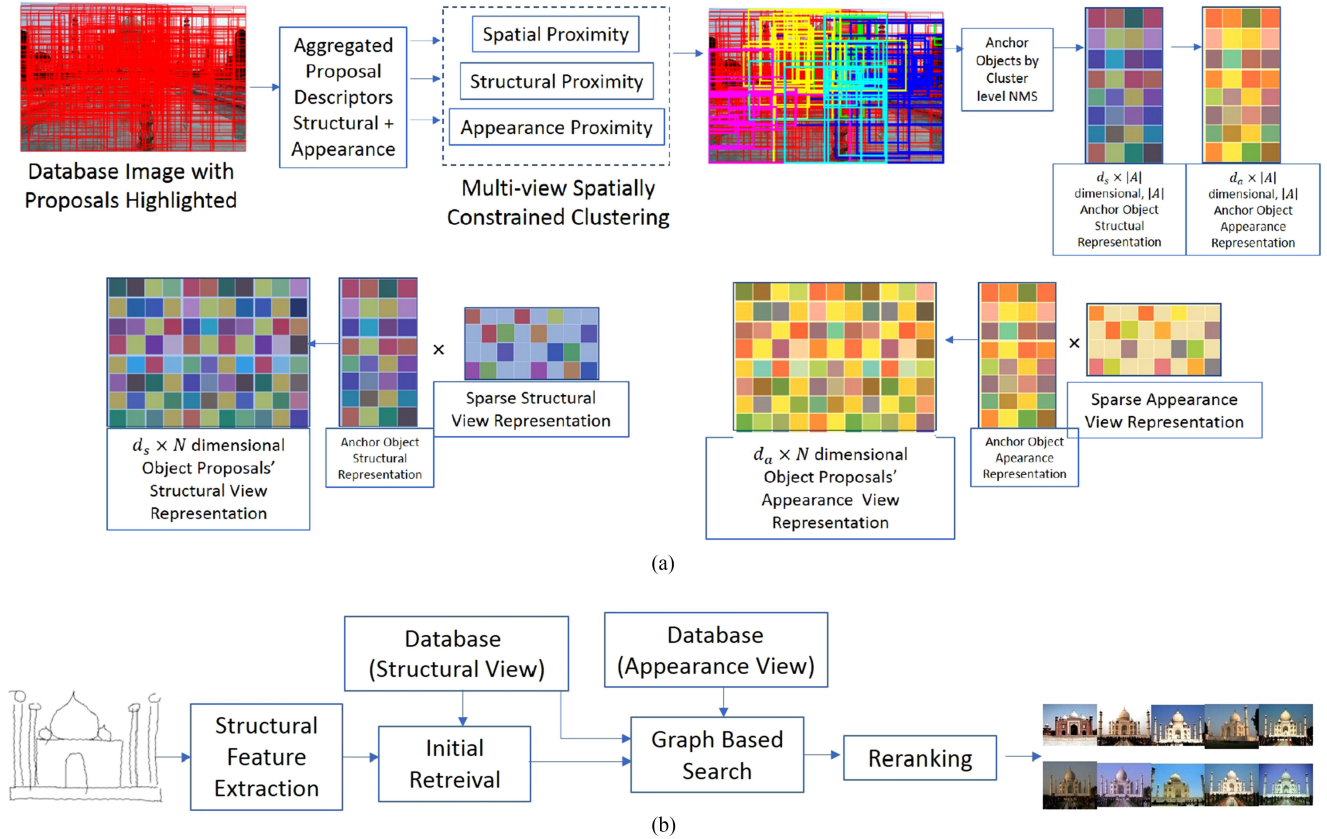 Database Image with
Proposals Highlighted
Aggregated
Proposal
Descriptors
Structural +
Appearance
Spatial Proximity
Structural Proximity
Appearance Proximity
Multi-view Spatially
Constrained Clustering
Anchor
Objects by
Cluster
level NMS
d_s × |A|
dimensional, |A|
Anchor Object
Structual
Representation
d_a × |A|
dimensional, |A|
Anchor Object
Appearance
Representation
d_s × N dimensional
Object Proposals’
Structural View
Representation
Anchor Object
Structural
Representation
×
Sparse Structural
View Representation
d_a × N dimensional
Object Proposals’
Appearance View
Representation
Anchor Object
Apearance
Representation
×
Sparse Appearance
View Representation
(a)
Structural
Feature
Extraction
Database
(Structural View)
Initial
Retreival
Database
(Appearance View)
Graph Based
Search
Reranking
(b)